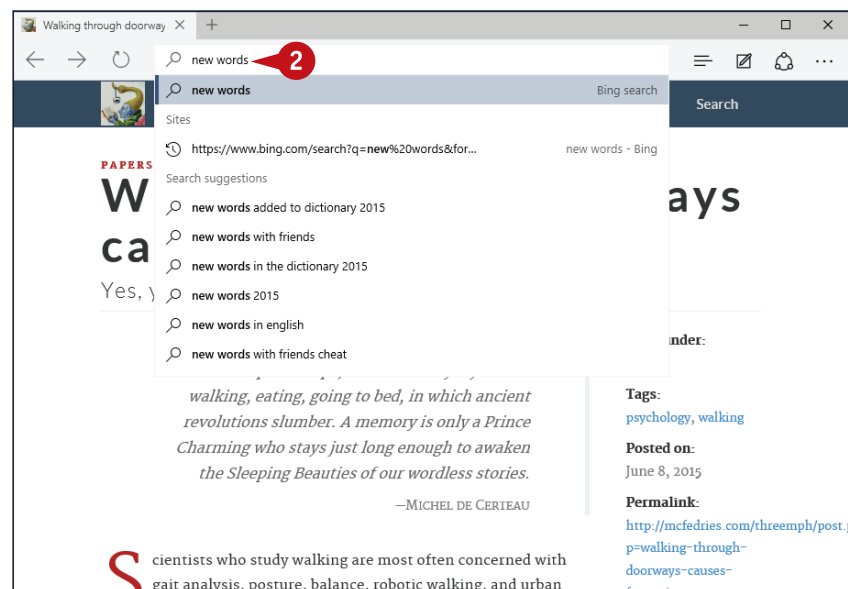 Walking through doorway
new words
2
new words Bing search
Search
Sites
https://www.bing.com/search?q=new%20words&for... new words - Bing
PAPERS
Search suggestions
new words added to dictionary 2015
W ays
new words with friends
ca
new words in the dictionary 2015
Yes, y
new words 2015
new words in english
nder:
new words with friends cheat
walking, eating, going to bed, in which ancient
revolutions slumber. A memory is only a Prince
Charming who stays just long enough to awaken
the Sleeping Beauties of our wordless stories.
—MICHEL DE CERTEAU
Tags:
psychology, walking
Posted on:
June 8, 2015
Permalink:
http://mcfedries.com/threemph/post.p
p=walking-through-
doorways-causes-
Scientists who study walking are most often concerned with
gait analysis, posture, balance, robotic walking, and urban